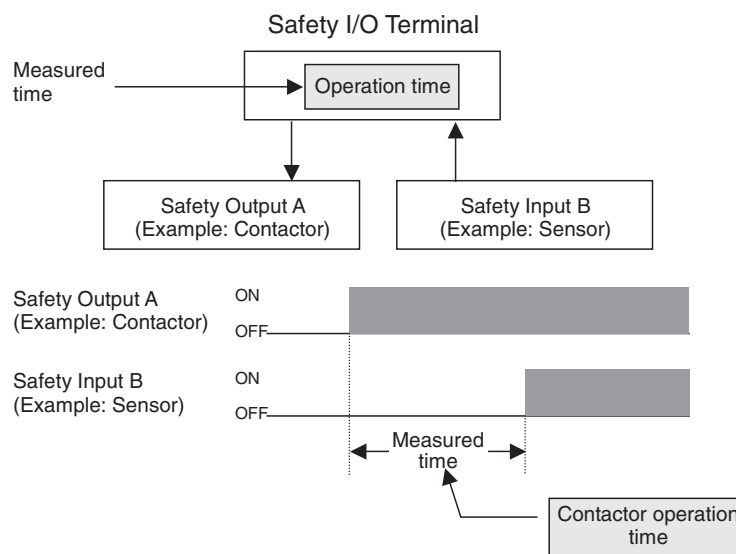 Safety I/O Terminal
Measured
time
Operation time
Safety Output A
(Example: Contactor)
Safety Input B
(Example: Sensor)
Safety Output A
(Example: Contactor)
ON
OFF
Safety Input B
(Example: Sensor)
ON
OFF
Measured
time
Contactor operation
time